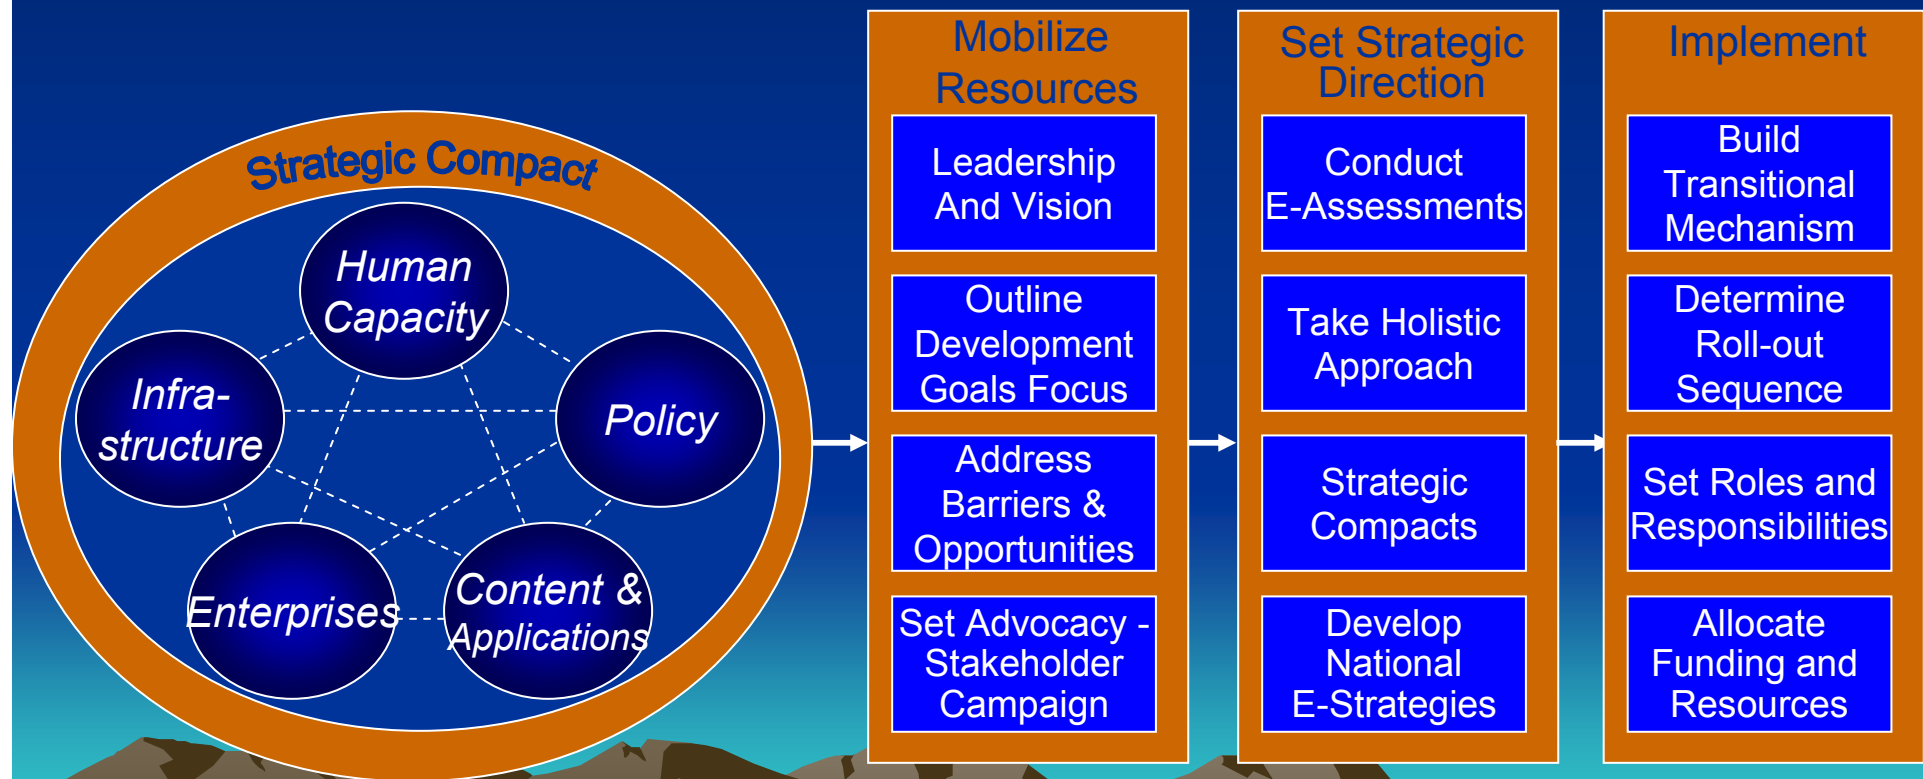 Strategic Compact
Human
Capacity
Infra-
structure
Policy
Enterprises
Content &
Applications
Mobilize
Resources
Leadership
And Vision
Outline
Development
Goals Focus
Address
Barriers &
Opportunities
Set Advocacy -
Stakeholder
Campaign
Set Strategic
Direction
Conduct
E-Assessments
Take Holistic
Approach
Strategic
Compacts
Develop
National
E-Strategies
Implement
Build
Transitional
Mechanism
Determine
Roll-out
Sequence
Set Roles and
Responsibilities
Allocate
Funding and
Resources